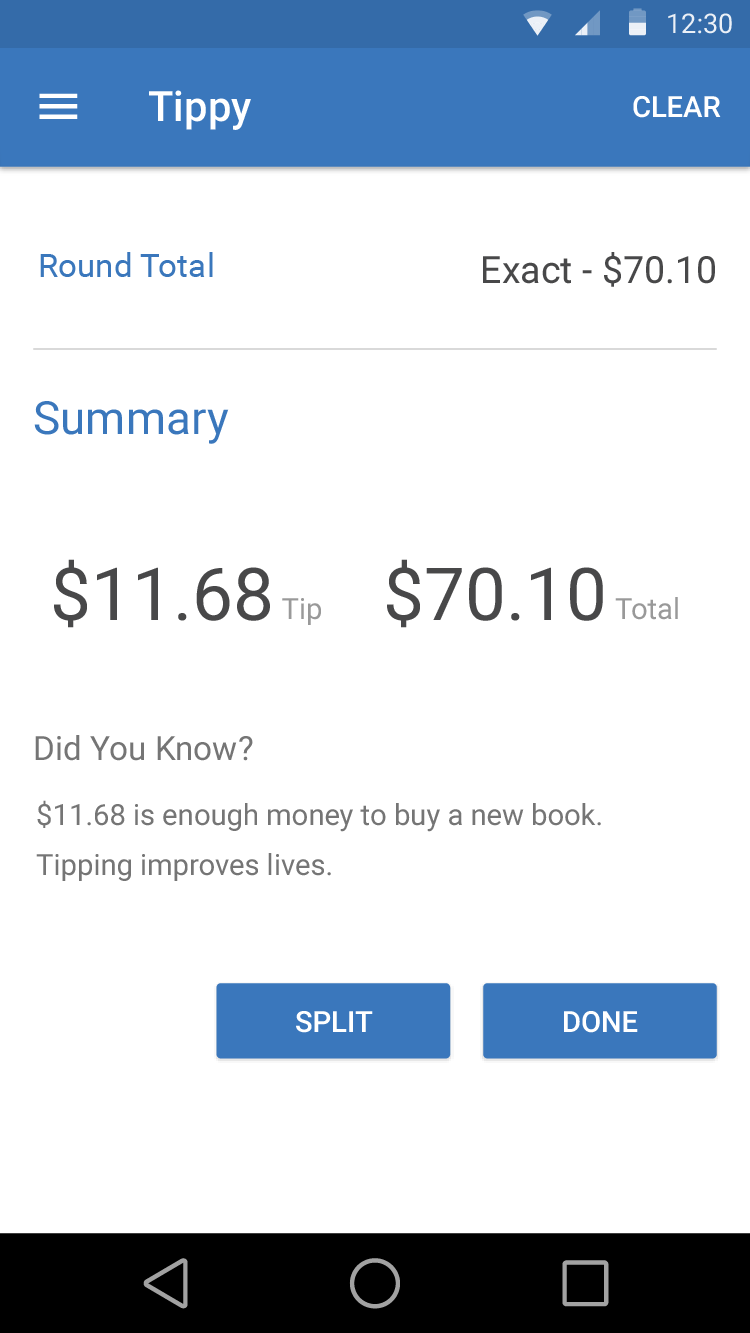 12:30
Tippy CLEAR
Round Total Exact - $70.10
Summary
$11.68 Tip $70.10 Total
Did You Know?
$11.68 is enough money to buy a new book.
Tipping improves lives.
SPLIT DONE